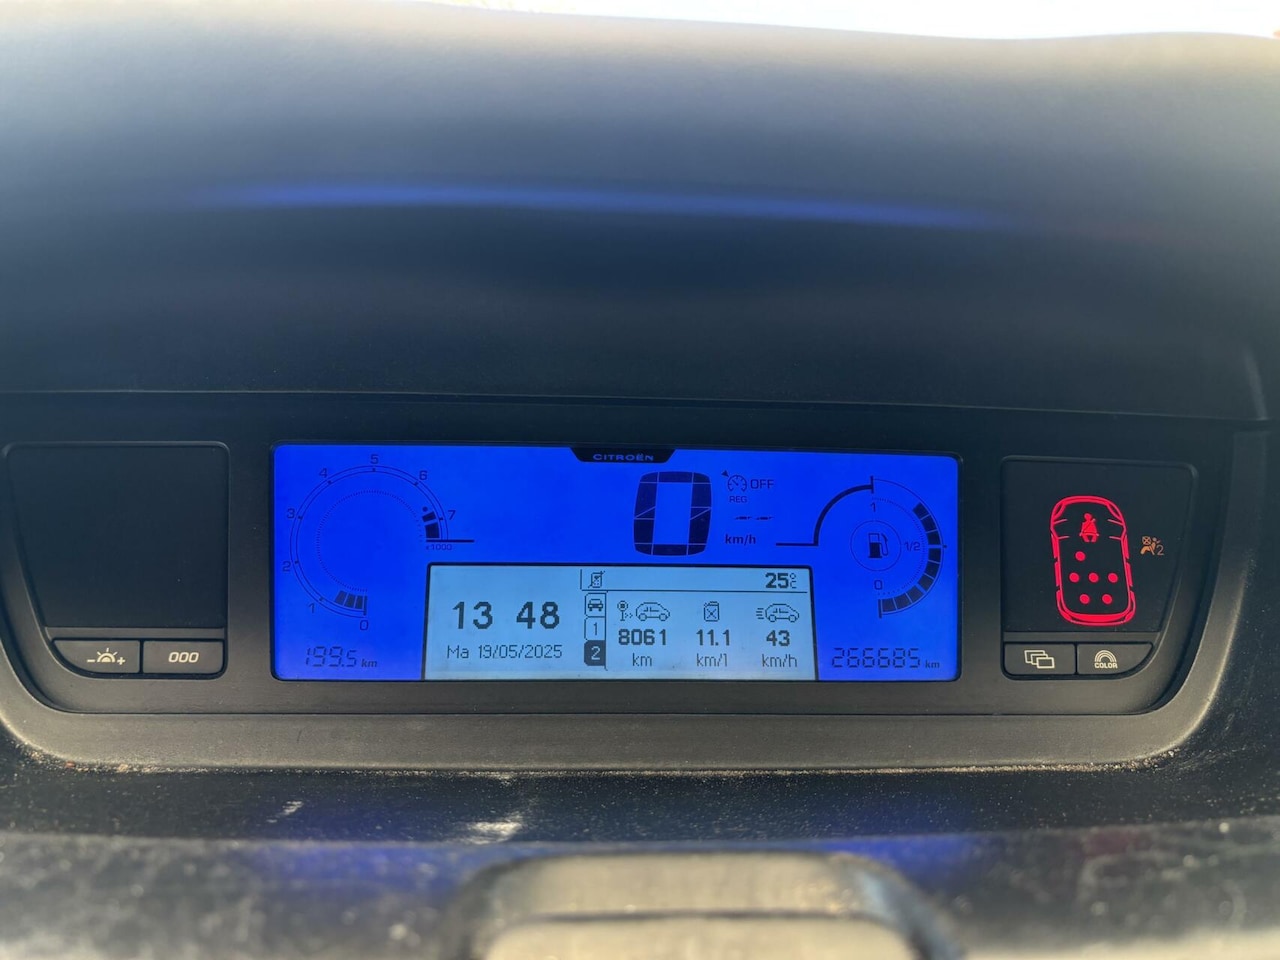 CITROËN
0 1 2 3 4 5 6 7
x1000
0
km/h
OFF
REG
--
1
1/2
0
25°C
13 48
Ma 19/05/2025
1
2
8061
km
11.1
km/l
43
km/h
199.5 km
266685 km
2
- +
000
COLOR